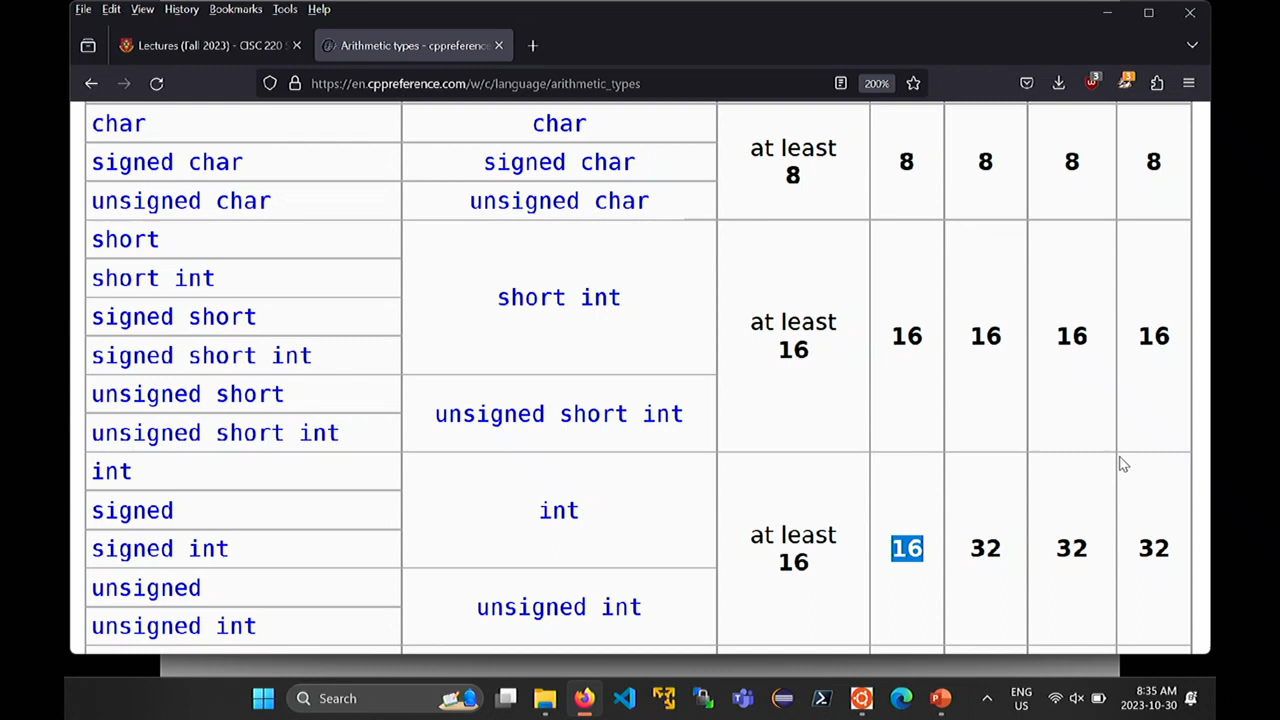 File Edit View History Bookmarks Tools Help
Lectures (Fall 2023) - CISC 220
Arithmetic types - cppreference
https://en.cppreference.com/w/c/language/arithmetic_types
200%
3
3
char
char
signed char
signed char
unsigned char
unsigned char
at least
8
8
8
8
8
short
short int
signed short
signed short int
short int
unsigned short
unsigned short int
unsigned short int
at least
16
16
16
16
16
int
signed
signed int
int
unsigned
unsigned int
unsigned int
at least
16
16
32
32
32
Search
ENG
US
8:35 AM
2023-10-30